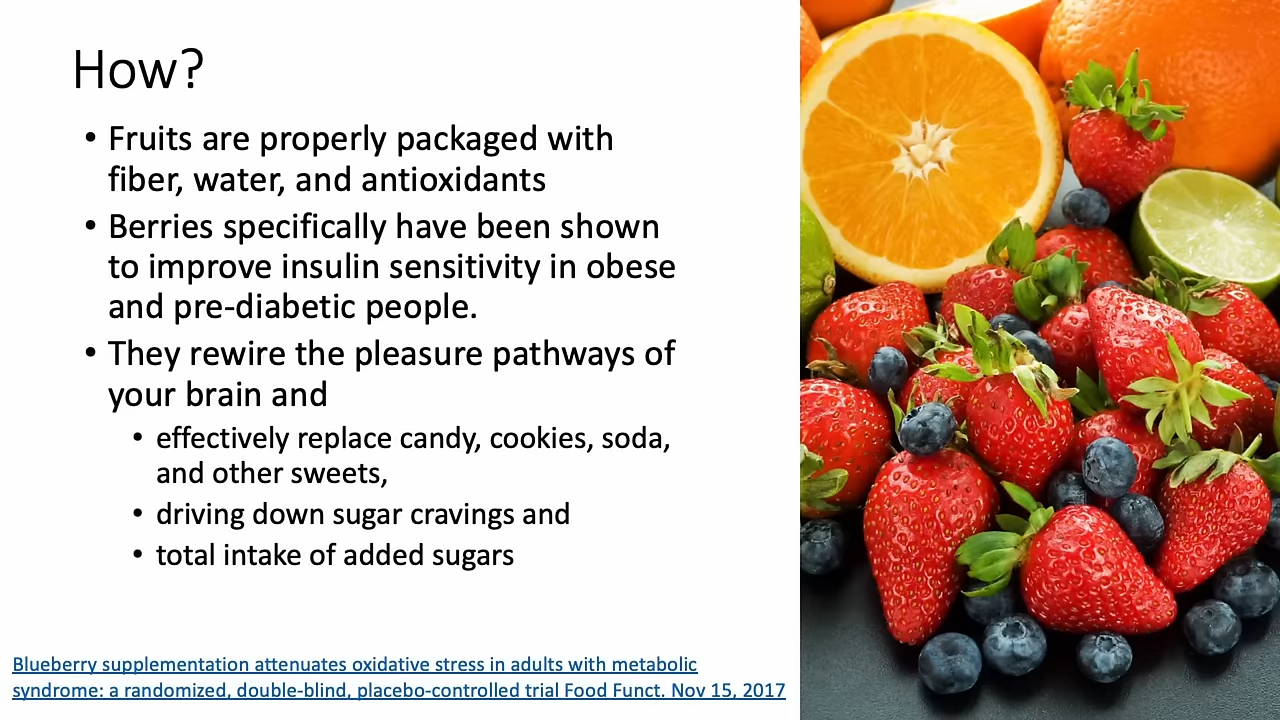 How?
• Fruits are properly packaged with
fiber, water, and antioxidants
• Berries specifically have been shown
to improve insulin sensitivity in obese
and pre-diabetic people.
• They rewire the pleasure pathways of
your brain and
• effectively replace candy, cookies, soda,
and other sweets,
• driving down sugar cravings and
• total intake of added sugars
Blueberry supplementation attenuates oxidative stress in adults with metabolic
syndrome: a randomized, double-blind, placebo-controlled trial Food Funct. Nov 15, 2017